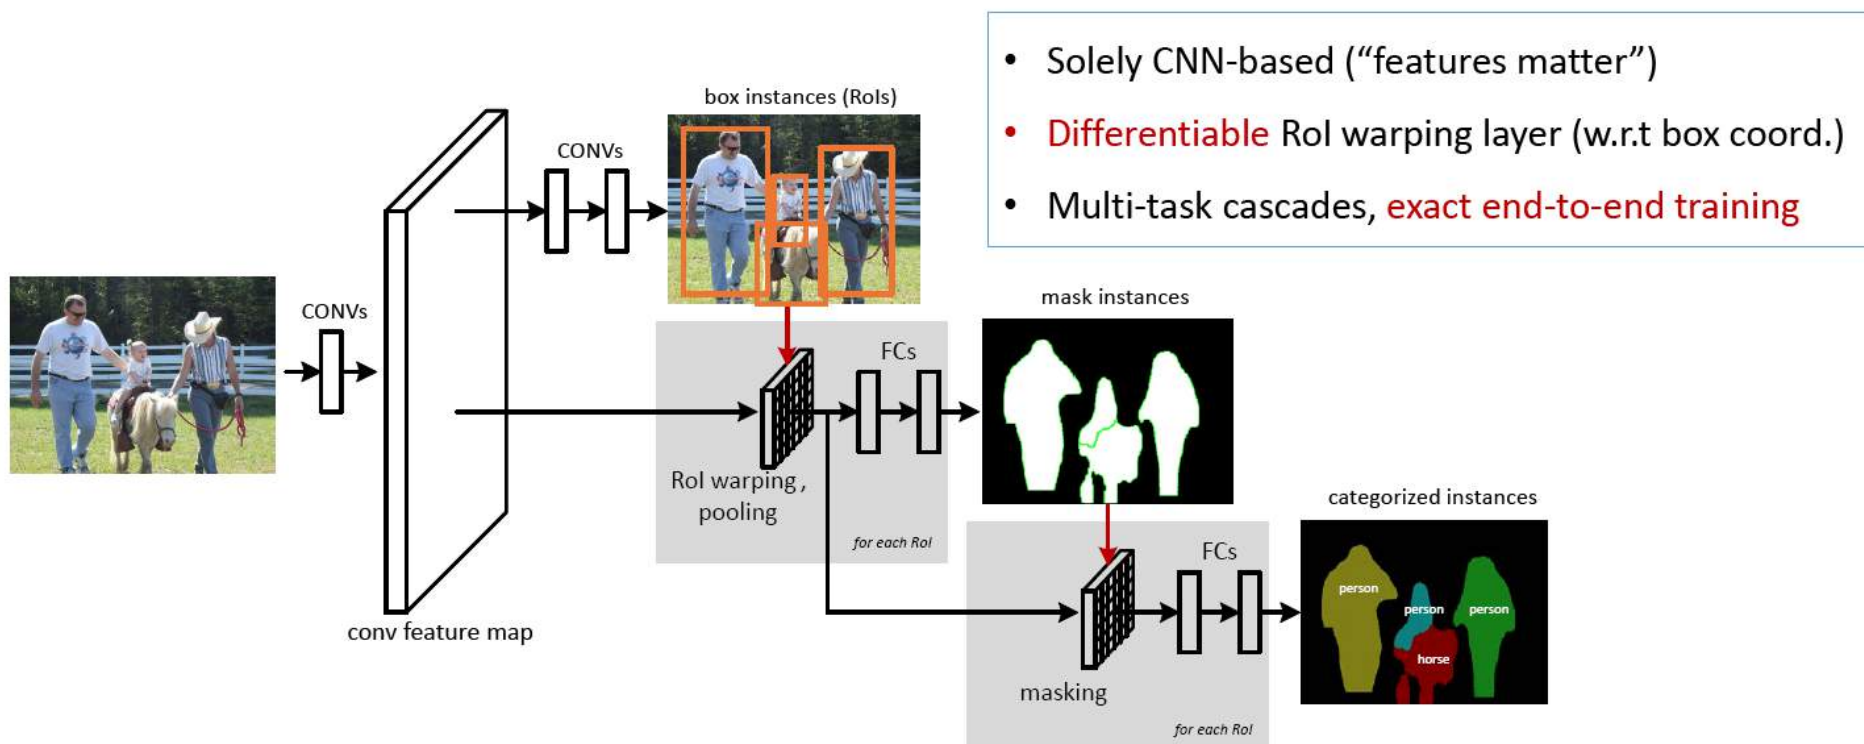 • Solely CNN-based (“features matter”)
• Differentiable RoI warping layer (w.r.t box coord.)
• Multi-task cascades, exact end-to-end training
box instances (RoIs)
CONVs
CONVs
conv feature map
FCs
RoI warping,
pooling
for each RoI
mask instances
FCs
masking
for each RoI
categorized instances
person
person
person
horse